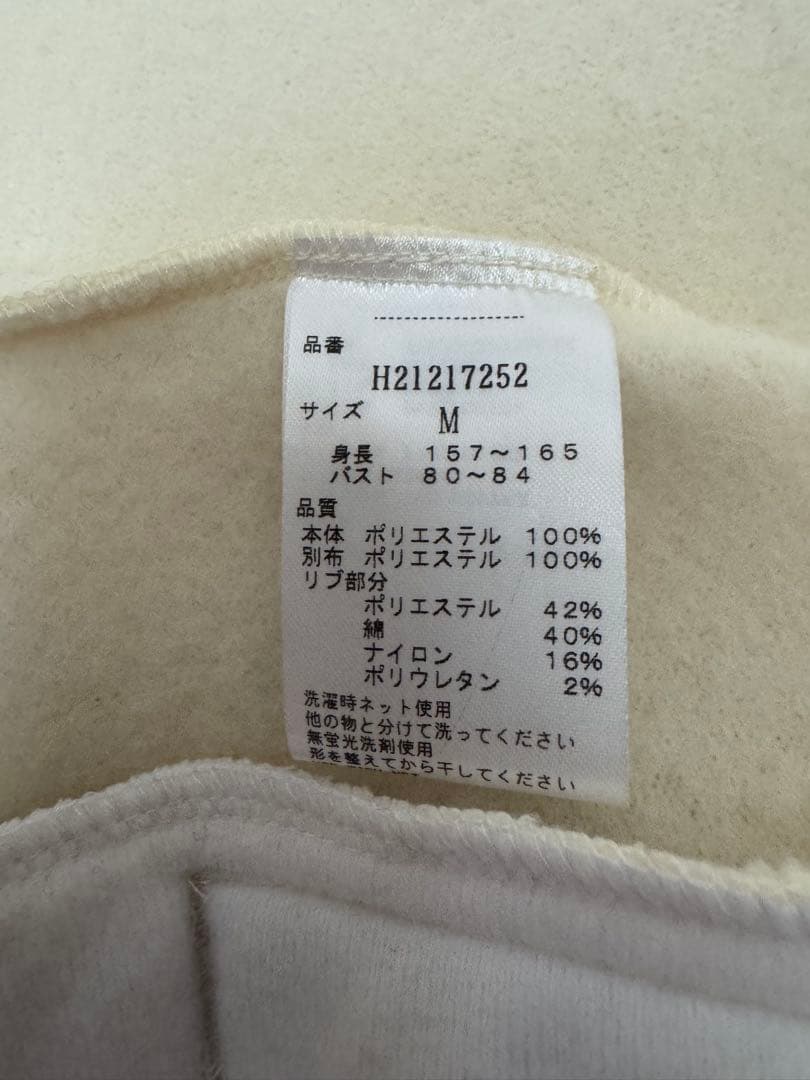 品番
H21217252
サイズ
M
身長 157～165
バスト 80～84
品質
本体 ポリエステル 100%
別布 ポリエステル 100%
リブ部分
ポリエステル 42%
綿 40%
ナイロン 16%
ポリウレタン 2%
洗濯時ネット使用
他の物と分けて洗ってください
無蛍光洗剤使用
形を整えてから干してください